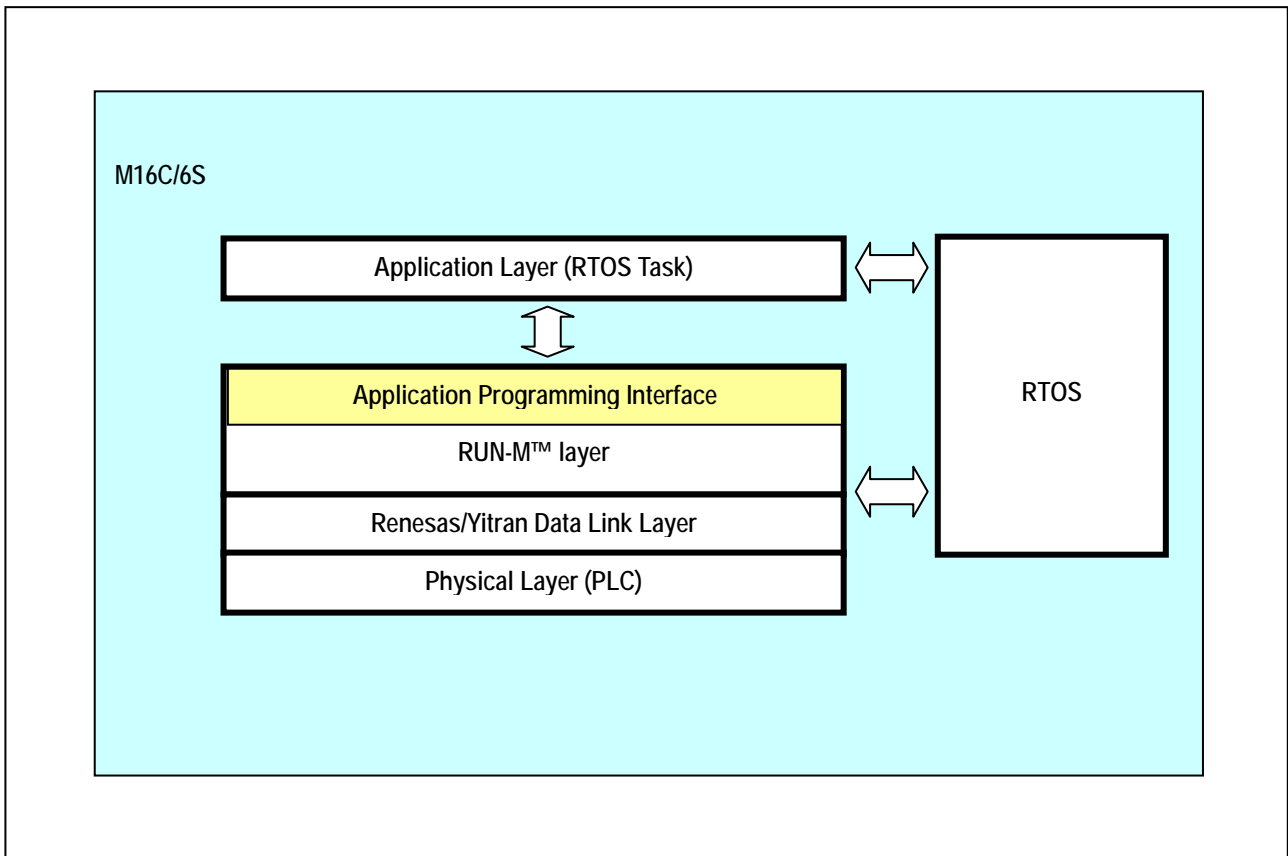 M16C/6S
Application Layer (RTOS Task)
Application Programming Interface
RTOS
RUN-M™ layer
Renesas/Yitran Data Link Layer
Physical Layer (PLC)